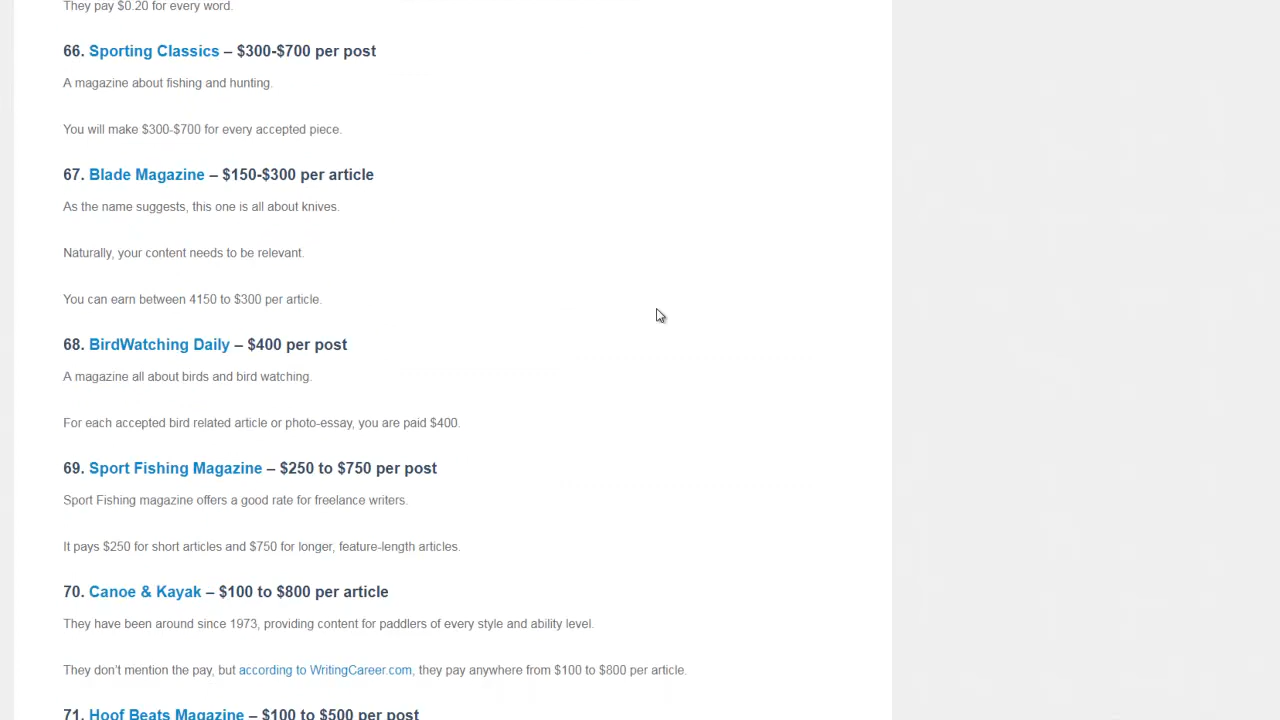 They pay $0.20 for every word.
66. Sporting Classics – $300-$700 per post
A magazine about fishing and hunting.
You will make $300-$700 for every accepted piece.
67. Blade Magazine – $150-$300 per article
As the name suggests, this one is all about knives.
Naturally, your content needs to be relevant.
You can earn between 4150 to $300 per article.
68. BirdWatching Daily – $400 per post
A magazine all about birds and bird watching.
For each accepted bird related article or photo-essay, you are paid $400.
69. Sport Fishing Magazine – $250 to $750 per post
Sport Fishing magazine offers a good rate for freelance writers.
It pays $250 for short articles and $750 for longer, feature-length articles.
70. Canoe & Kayak – $100 to $800 per article
They have been around since 1973, providing content for paddlers of every style and ability level.
They don't mention the pay, but according to WritingCareer.com, they pay anywhere from $100 to $800 per article.
71. Hoof Beats Magazine – $100 to $500 per post